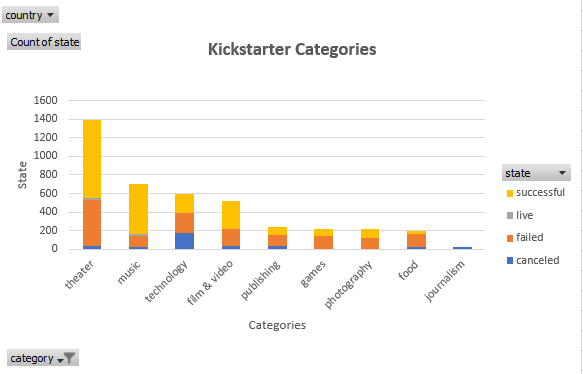 country
Count of state
Kickstarter Categories
1600
1400
1200
1000
800
600
400
200
0
State
theater
music
technology
film & video
publishing
games
photography
food
journalism
Categories
state
successful
live
failed
canceled
category